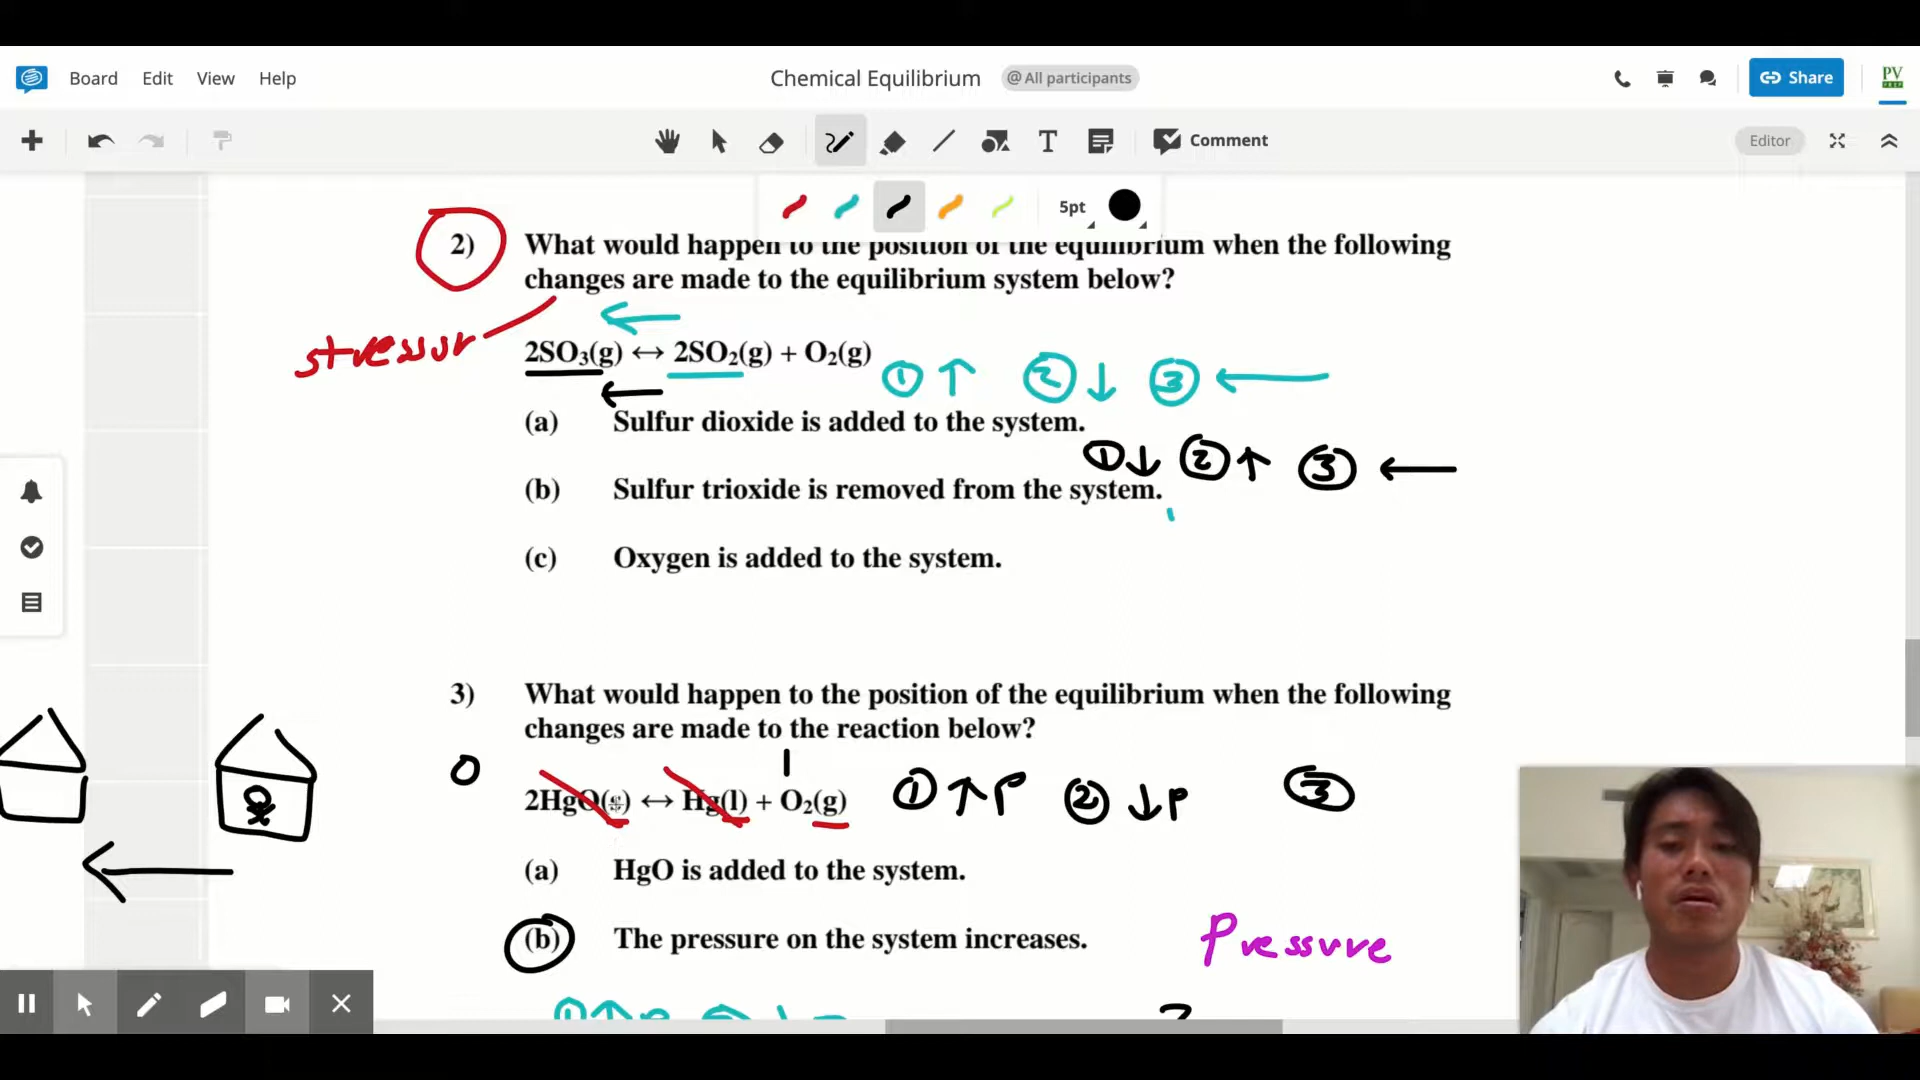 Board Edit View Help Chemical Equilibrium @ All participants Share PV PREP
Comment Editor
5pt
2) What would happen to the position of the equilibrium when the following
changes are made to the equilibrium system below?
stressur
2SO₃(g) ↔ 2SO₂(g) + O₂(g)
① ↑ ② ↓ ③ ←
(a) Sulfur dioxide is added to the system.
① ↓ ② ↑ ③ ←
(b) Sulfur trioxide is removed from the system.
(c) Oxygen is added to the system.
3) What would happen to the position of the equilibrium when the following
changes are made to the reaction below?
0 1
2HgO(s) ↔ Hg(l) + O₂(g) ① ↑ P ② ↓ P ③
(a) HgO is added to the system.
(b) The pressure on the system increases.
Pressure